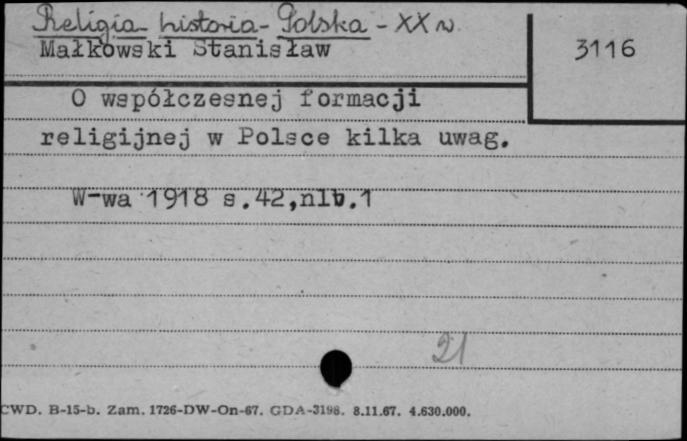 Religia historia - Polska - XX w.
Małkowski Stanisław
3116
O współczesnej formacji
religijnej w Polsce kilka uwag.
W-wa 1918 s.42,nlb.1
21
CWD. B-15-b. Zam. 1726-DW-On-67. GDA-3198. 8.11.67. 4.630.000.